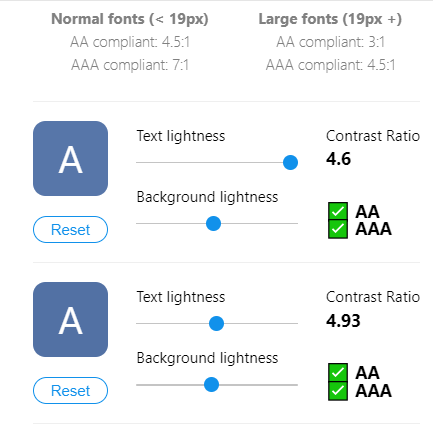 Normal fonts (< 19px)
AA compliant: 4.5:1
AAA compliant: 7:1
Large fonts (19px +)
AA compliant: 3:1
AAA compliant: 4.5:1
A
Reset
Text lightness
Background lightness
Contrast Ratio
4.6
AA
AAA
A
Reset
Text lightness
Background lightness
Contrast Ratio
4.93
AA
AAA